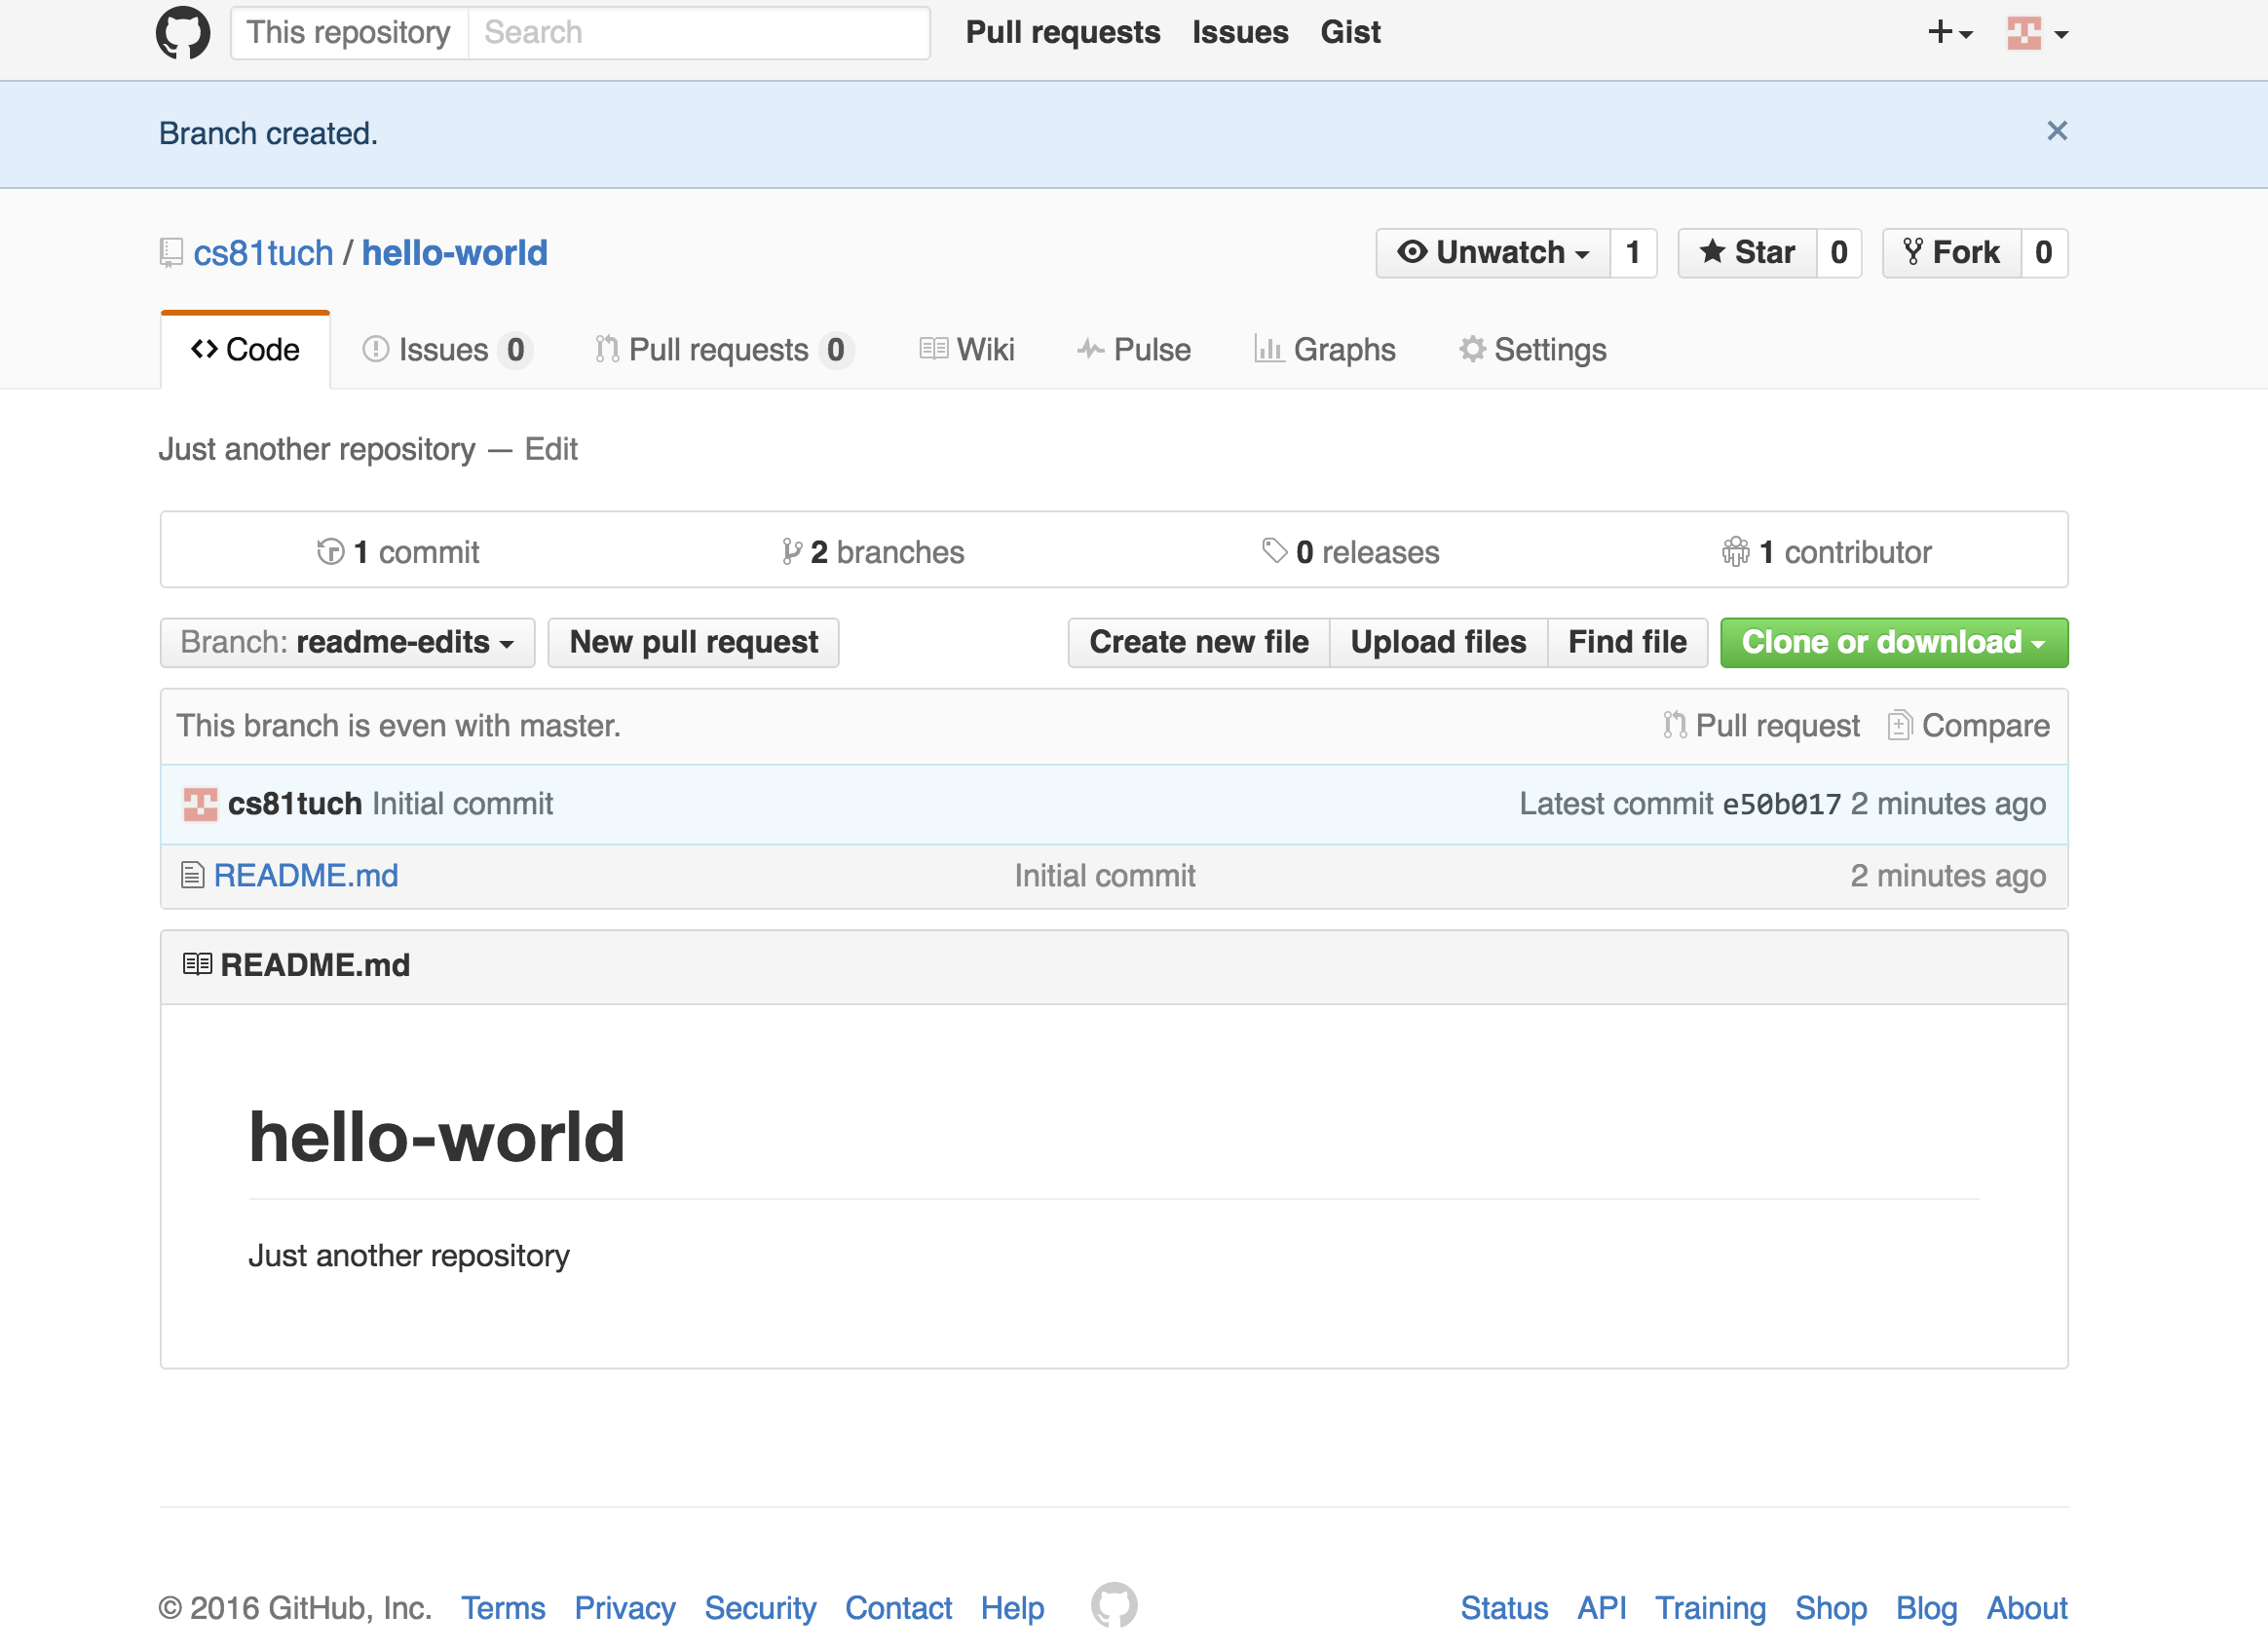 This repository Search Pull requests Issues Gist
Branch created.
cs81tuch / hello-world Unwatch 1 Star 0 Fork 0
Code Issues 0 Pull requests 0 Wiki Pulse Graphs Settings
Just another repository — Edit
1 commit 2 branches 0 releases 1 contributor
Branch: readme-edits New pull request Create new file Upload files Find file Clone or download
This branch is even with master. Pull request Compare
cs81tuch Initial commit Latest commit e50b017 2 minutes ago
README.md Initial commit 2 minutes ago
README.md
hello-world
Just another repository
© 2016 GitHub, Inc. Terms Privacy Security Contact Help Status API Training Shop Blog About